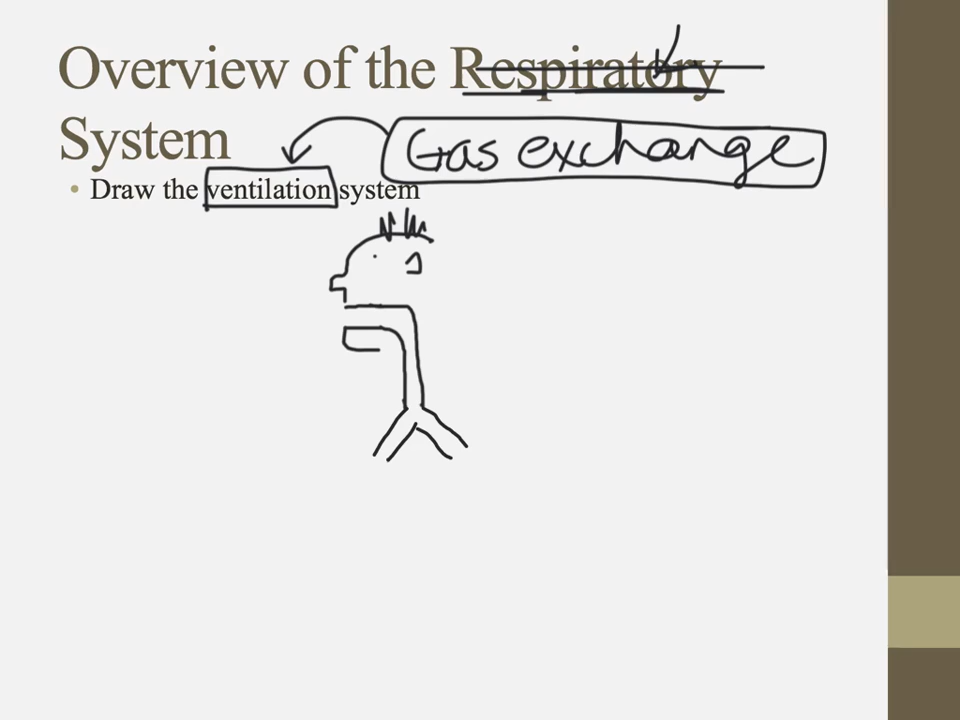 Overview of the Respiratory
System
Gas exchange
• Draw the ventilation system